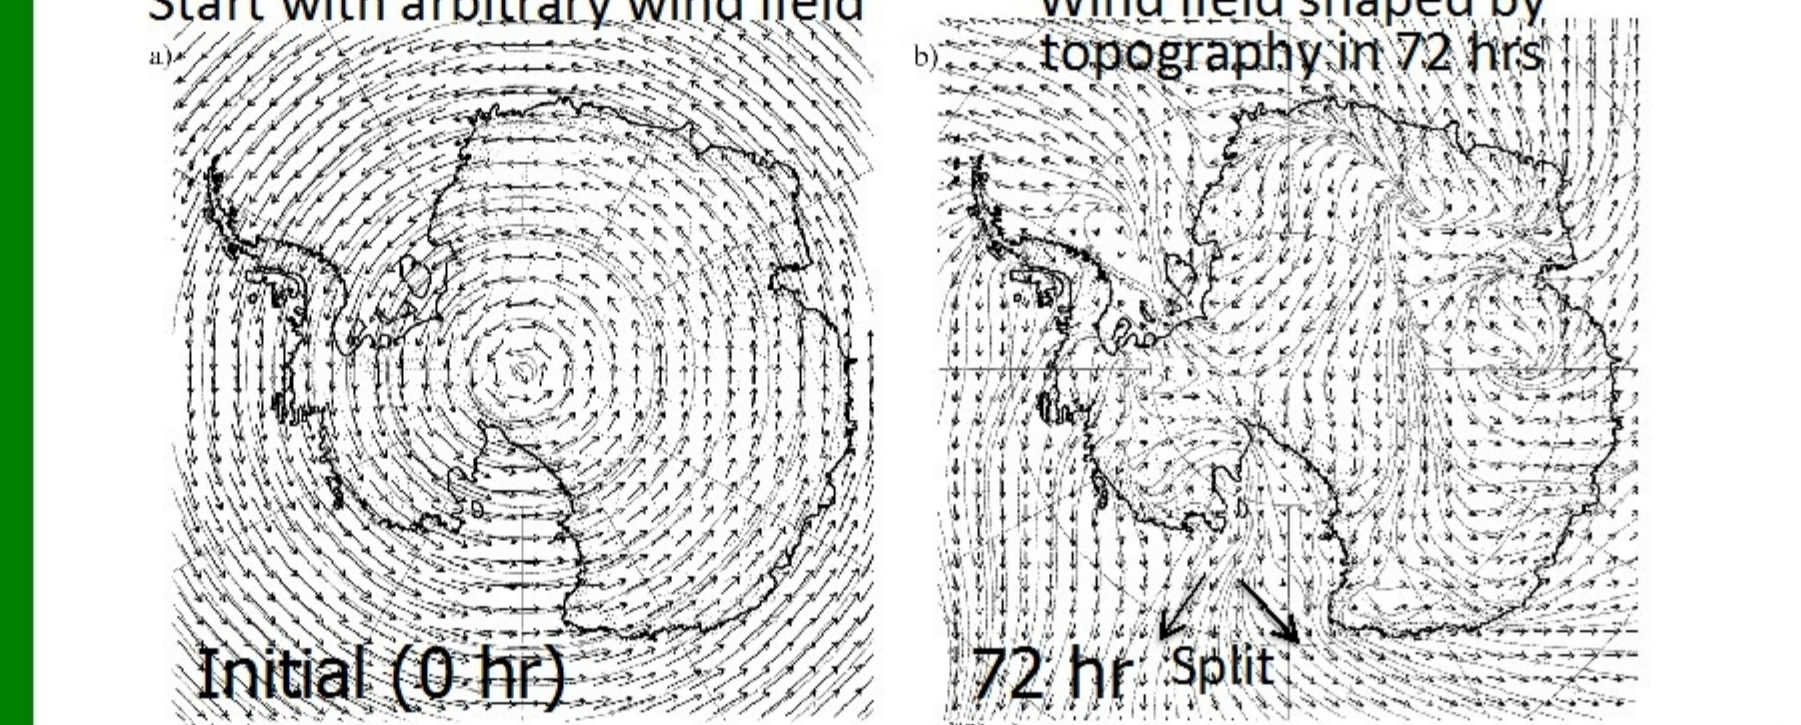 Start with arbitrary wind field
a)
Initial (0 hr)
Wind field shaped by
topography in 72 hrs
b)
72 hr
Split